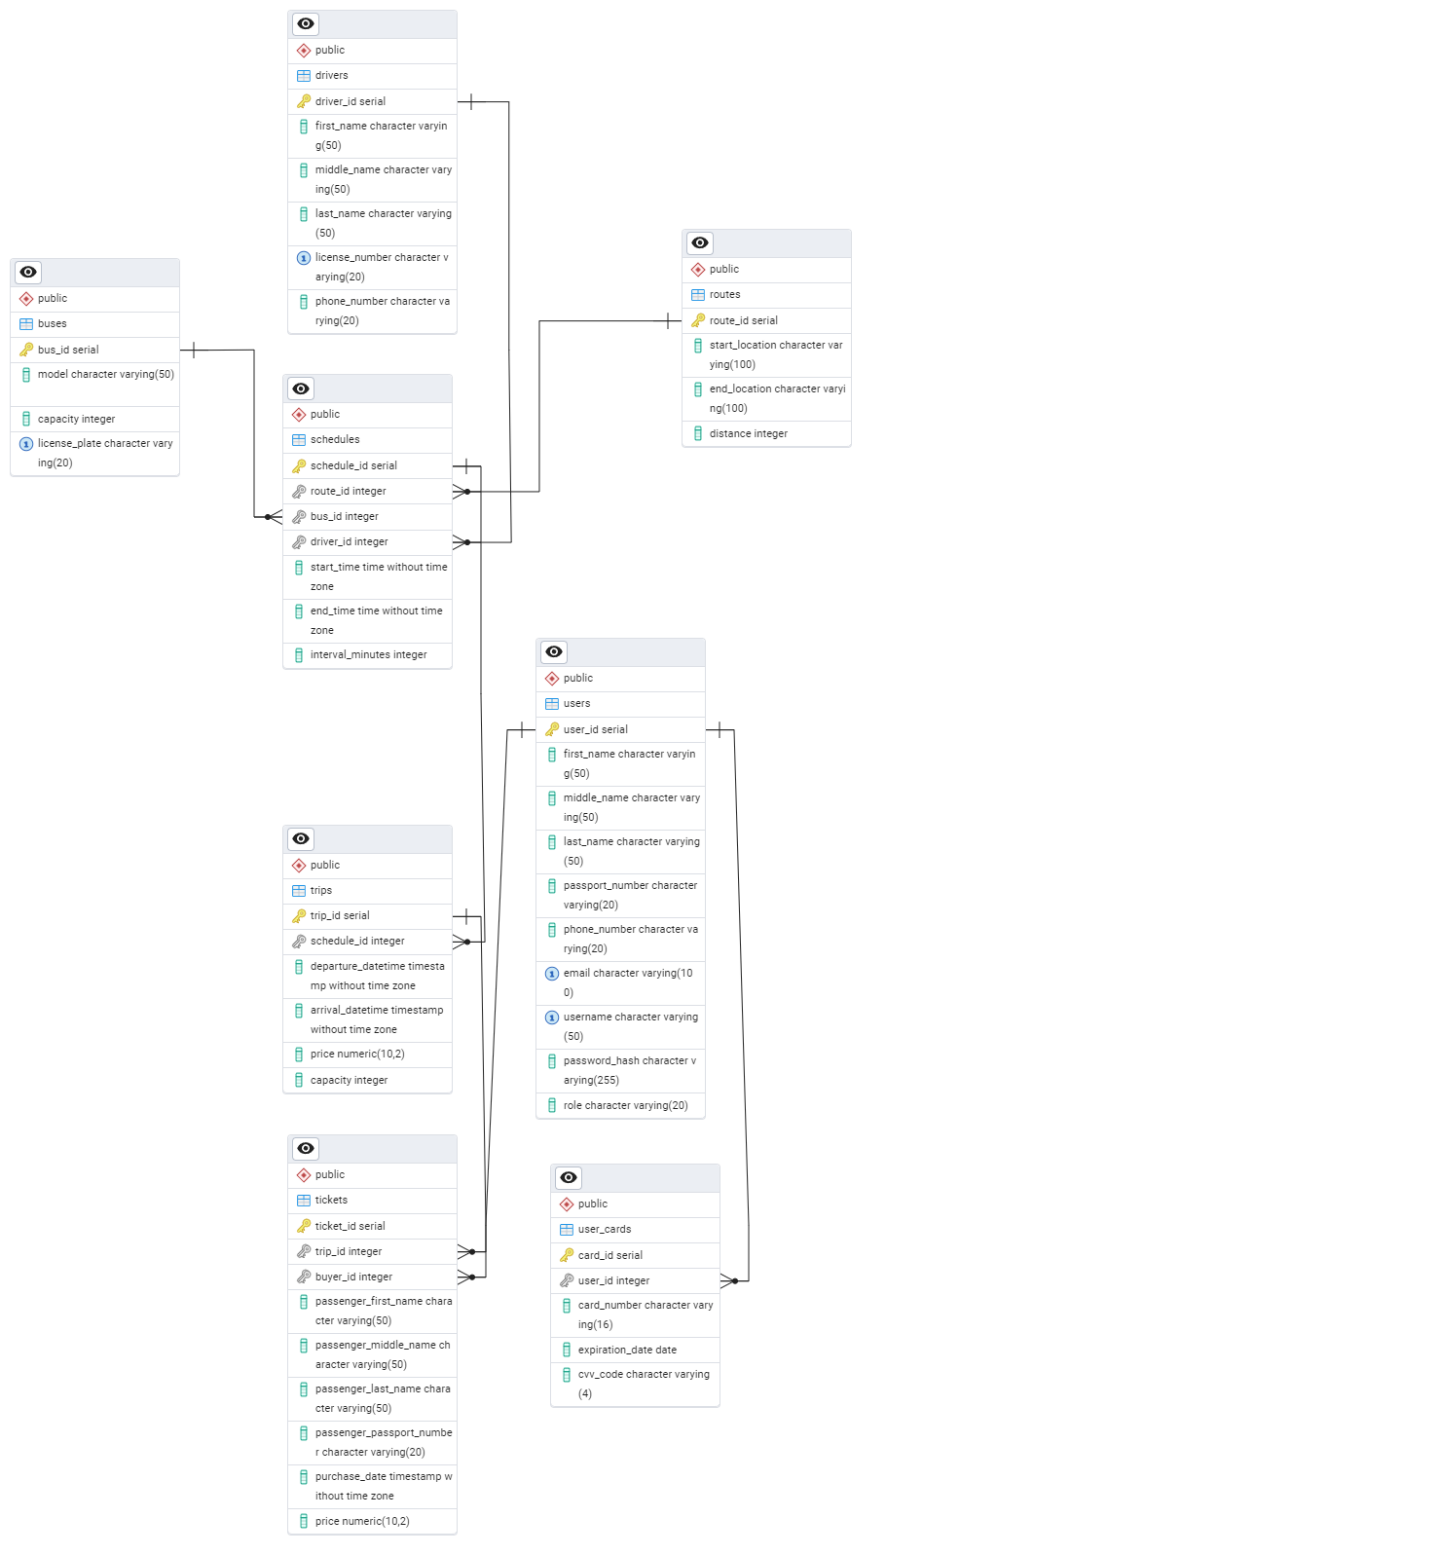 public
drivers
driver_id serial
first_name character varyin
g(50)
middle_name character vary
ing(50)
last_name character varying
(50)
license_number character v
arying(20)
phone_number character va
rying(20)
public
buses
bus_id serial
model character varying(50)
capacity integer
license_plate character vary
ing(20)
public
routes
route_id serial
start_location character var
ying(100)
end_location character varyi
ng(100)
distance integer
public
schedules
schedule_id serial
route_id integer
bus_id integer
driver_id integer
start_time time without time
zone
end_time time without time
zone
interval_minutes integer
public
users
user_id serial
first_name character varyin
g(50)
middle_name character vary
ing(50)
last_name character varying
(50)
passport_number character
varying(20)
phone_number character va
rying(20)
email character varying(10
0)
username character varying
(50)
password_hash character v
arying(255)
role character varying(20)
public
trips
trip_id serial
schedule_id integer
departure_datetime timesta
mp without time zone
arrival_datetime timestamp
without time zone
price numeric(10,2)
capacity integer
public
tickets
ticket_id serial
trip_id integer
buyer_id integer
passenger_first_name chara
cter varying(50)
passenger_middle_name ch
aracter varying(50)
passenger_last_name chara
cter varying(50)
passenger_passport_numbe
r character varying(20)
purchase_date timestamp w
ithout time zone
price numeric(10,2)
public
user_cards
card_id serial
user_id integer
card_number character vary
ing(16)
expiration_date date
cvv_code character varying
(4)